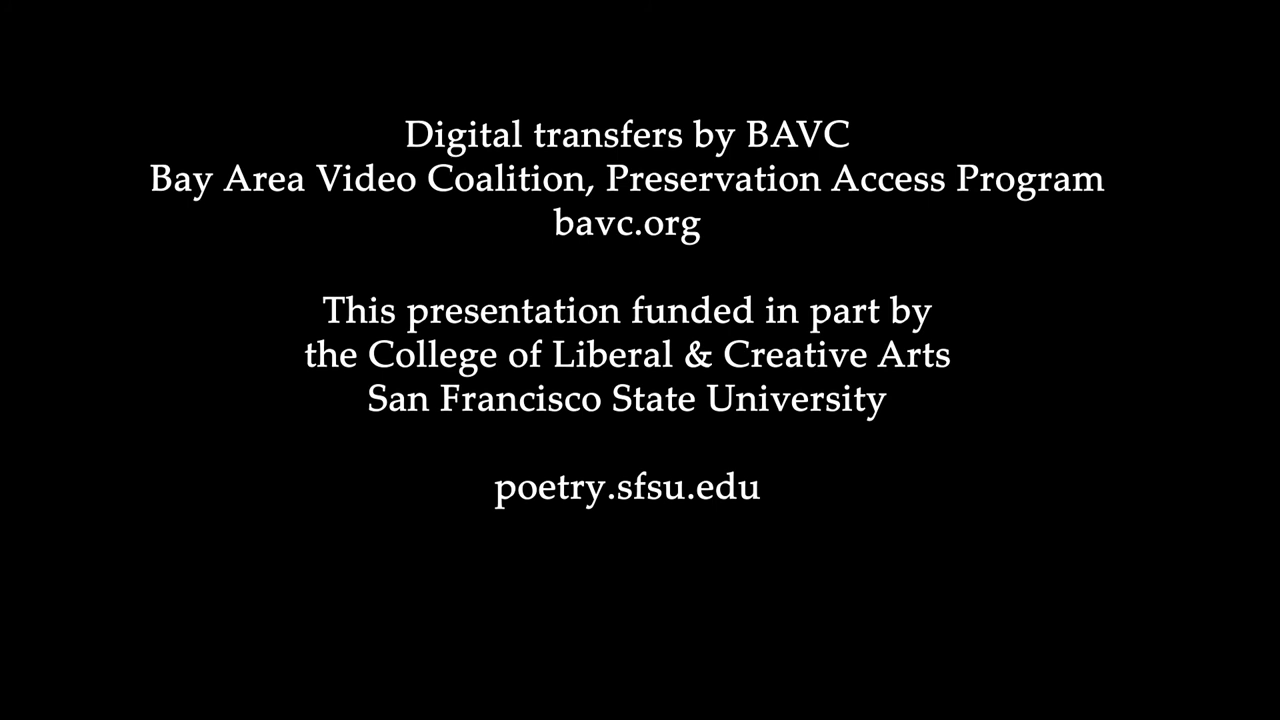 Digital transfers by BAVC
Bay Area Video Coalition, Preservation Access Program
bavc.org
This presentation funded in part by
the College of Liberal & Creative Arts
San Francisco State University
poetry.sfsu.edu